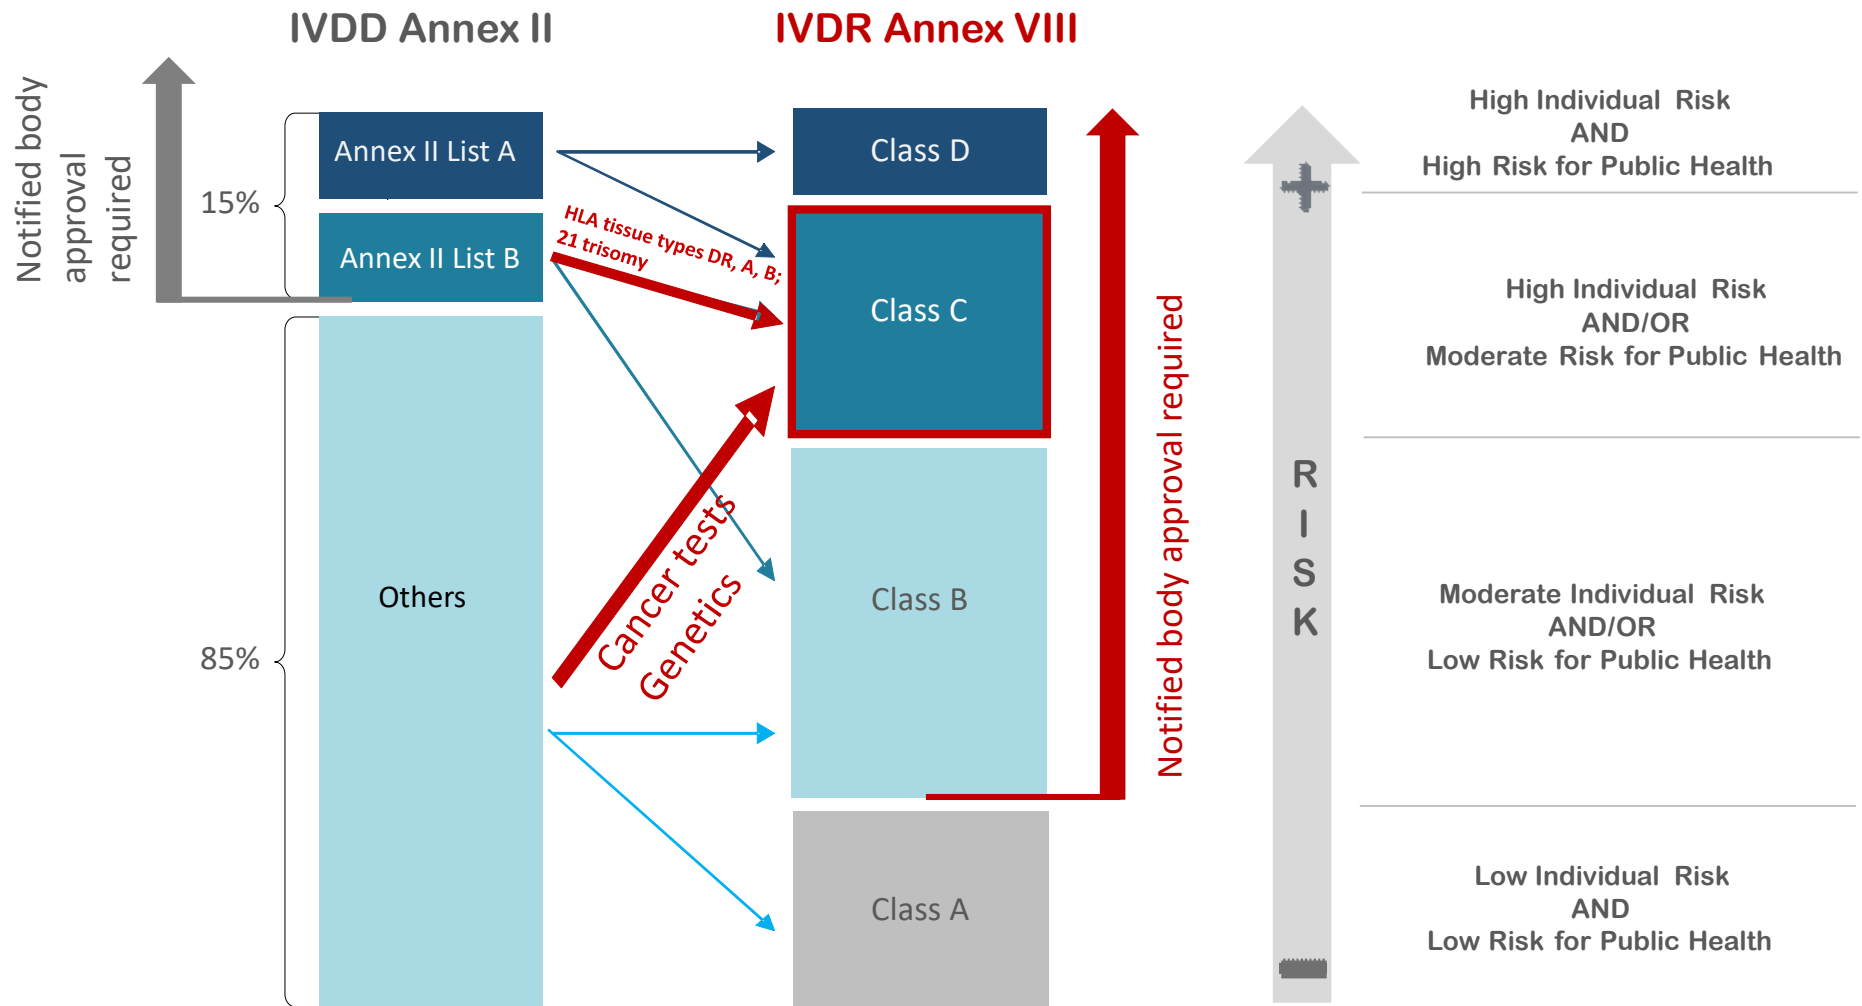 IVDD Annex II
IVDR Annex VIII
Notified body
approval
required
15%
Annex II List A
Annex II List B
85%
Others
HLA tissue types DR, A, B;
21 trisomy
Cancer tests
Genetics
Class D
Class C
Class B
Class A
Notified body approval required
+
R
I
S
K
-
High Individual Risk
AND
High Risk for Public Health
High Individual Risk
AND/OR
Moderate Risk for Public Health
Moderate Individual Risk
AND/OR
Low Risk for Public Health
Low Individual Risk
AND
Low Risk for Public Health